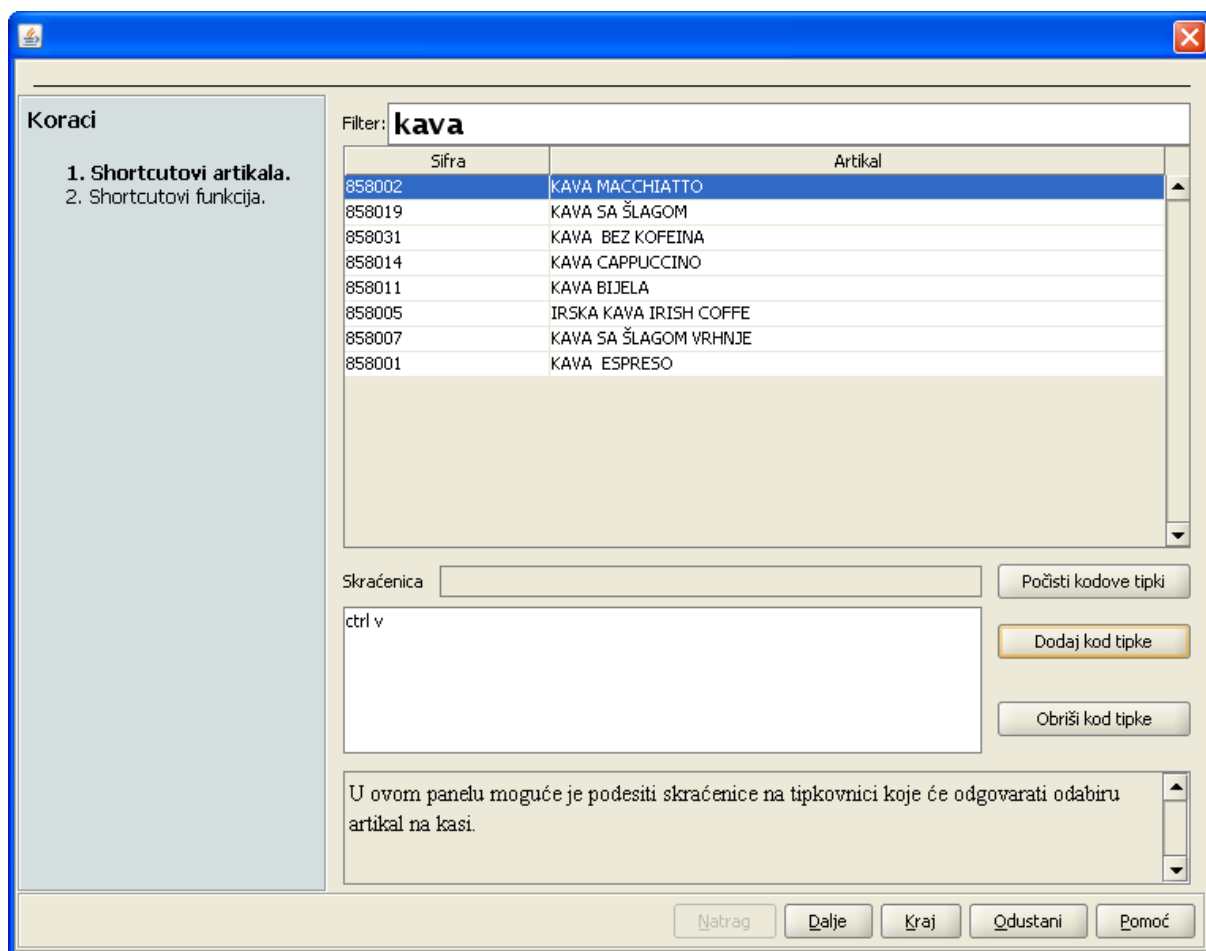 Koraci
1. Shortcutovi artikala.
2. Shortcutovi funkcija.
Filter: kava
Sifra Artikal
858002 KAVA MACCHIATTO
858019 KAVA SA ŠLAGOM
858031 KAVA  BEZ KOFEINA
858014 KAVA CAPPUCCINO
858011 KAVA BIJELA
858005 IRSKA KAVA IRISH COFFE
858007 KAVA SA ŠLAGOM VRHNJE
858001 KAVA  ESPRESO
Skraćenica Počisti kodove tipki
ctrl v
Dodaj kod tipke
Obriši kod tipke
U ovom panelu moguće je podesiti skraćenice na tipkovnici koje će odgovarati odabiru
artikal na kasi.
Natrag Dalje Kraj Odustani Pomoć